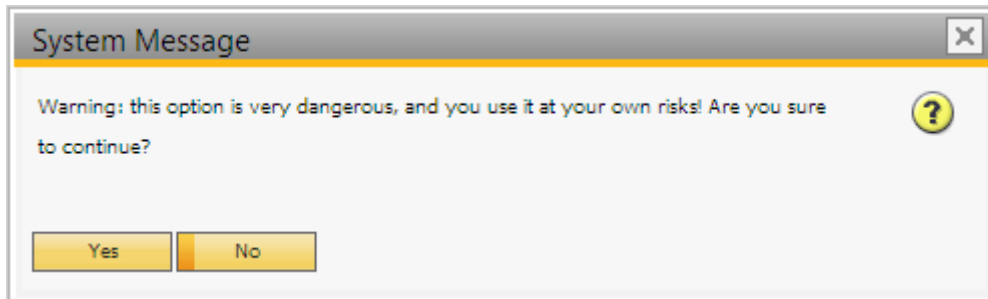 System Message
Warning: this option is very dangerous, and you use it at your own risks! Are you sure
to continue?
Yes No